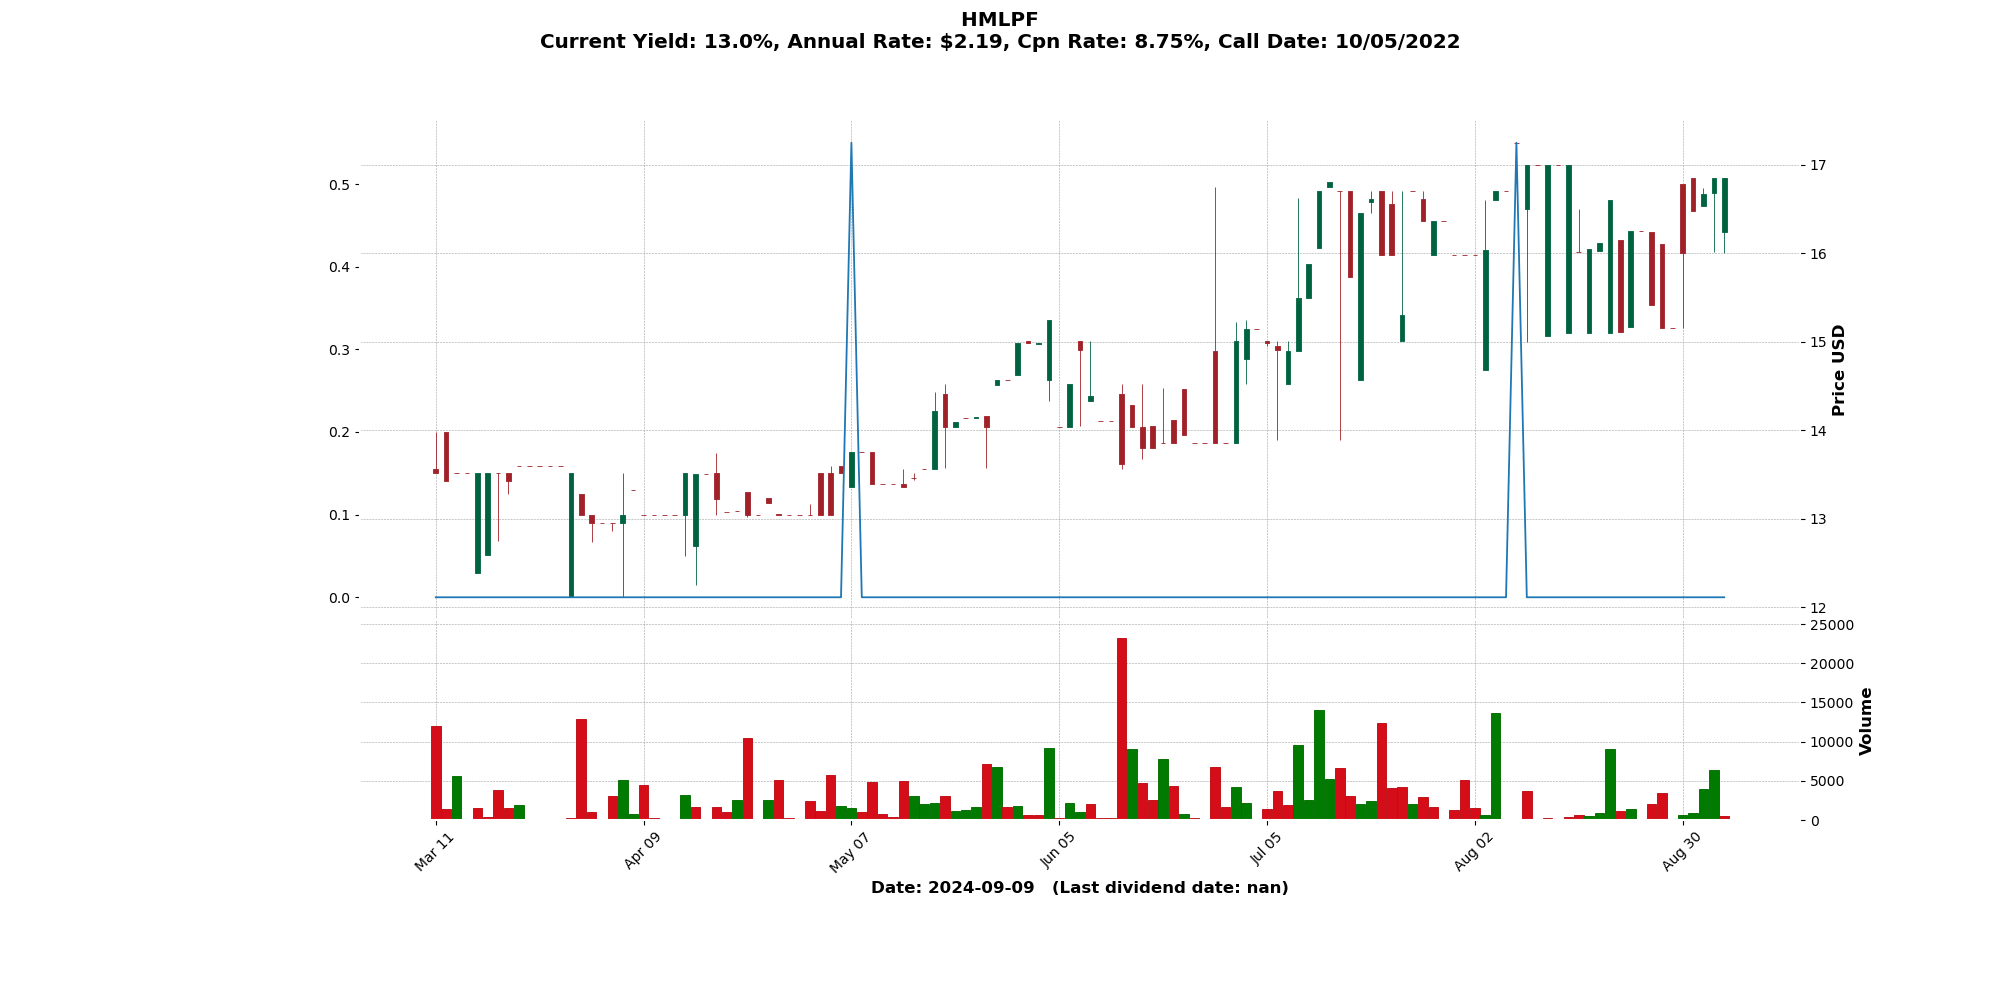 HMLPF
Current Yield: 13.0%, Annual Rate: $2.19, Cpn Rate: 8.75%, Call Date: 10/05/2022
0.5
0.4
0.3
0.2
0.1
0.0
17
16
15
14
13
12
Price USD
25000
20000
15000
10000
5000
0
Volume
Mar 11
Apr 09
May 07
Jun 05
Jul 05
Aug 02
Aug 30
Date: 2024-09-09 (Last dividend date: nan)